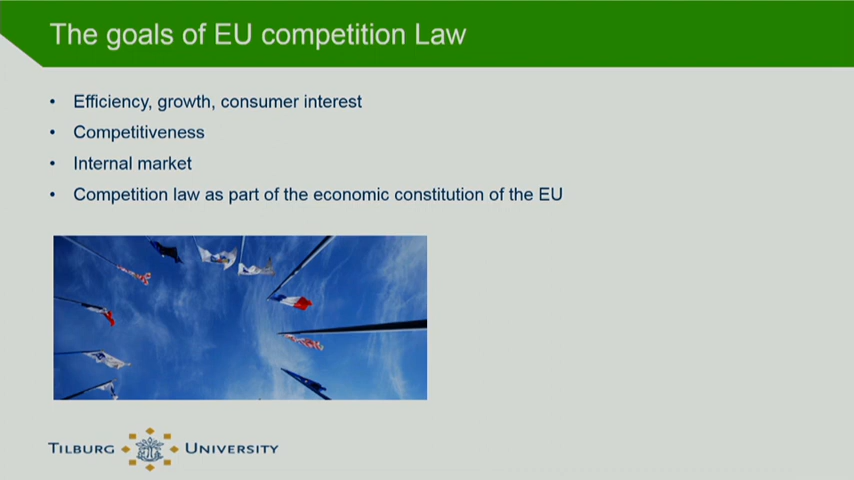 The goals of EU competition Law
• Efficiency, growth, consumer interest
• Competitiveness
• Internal market
• Competition law as part of the economic constitution of the EU
TILBURG UNIVERSITY